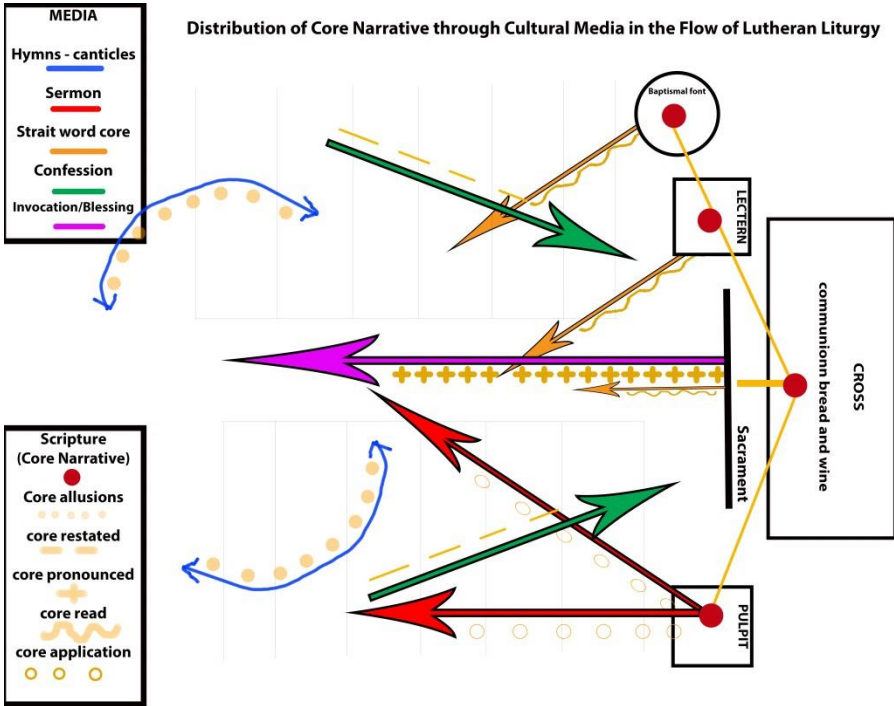 Distribution of Core Narrative through Cultural Media in the Flow of Lutheran Liturgy
MEDIA
Hymns - canticles
Sermon
Strait word core
Confession
Invocation/Blessing
Baptismal font
LECTERN
CROSS
communionn bread and wine
Sacrament
PULPIT
Scripture
(Core Narrative)
Core allusions
core restated
core pronounced
core read
core application